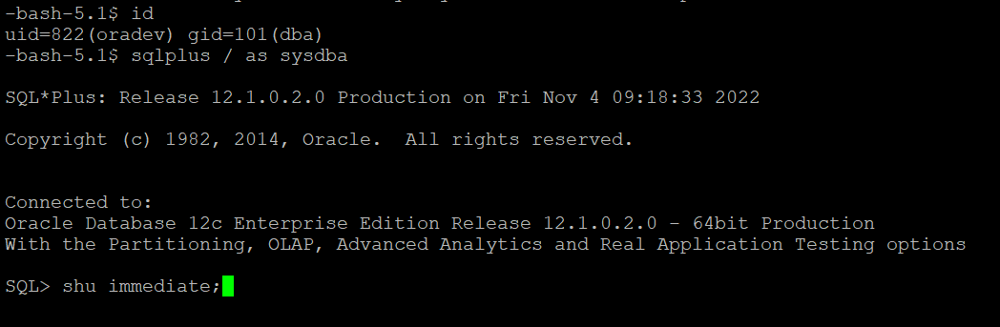 -bash-5.1$ id
uid=822(oradev) gid=101(dba)
-bash-5.1$ sqlplus / as sysdba
SQL*Plus: Release 12.1.0.2.0 Production on Fri Nov 4 09:18:33 2022
Copyright (c) 1982, 2014, Oracle.  All rights reserved.
Connected to:
Oracle Database 12c Enterprise Edition Release 12.1.0.2.0 - 64bit Production
With the Partitioning, OLAP, Advanced Analytics and Real Application Testing options
SQL> shu immediate;